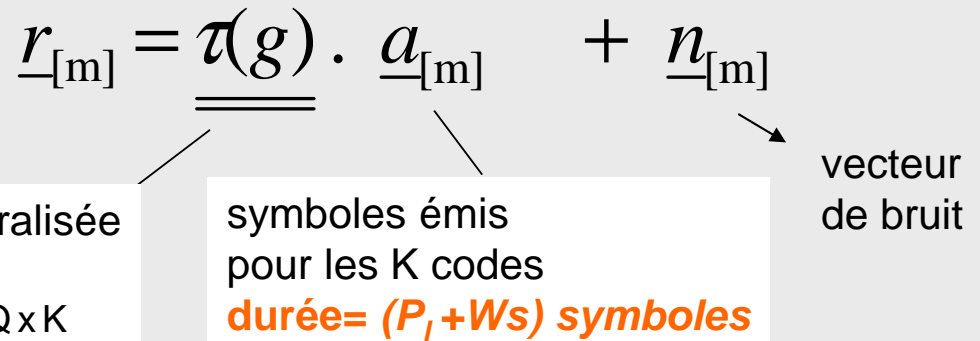 r[m] = τ(g) . a[m] + n[m]
vecteur
de bruit
ralisée
Q x K
symboles émis
pour les K codes
durée= (Pl +Ws) symboles